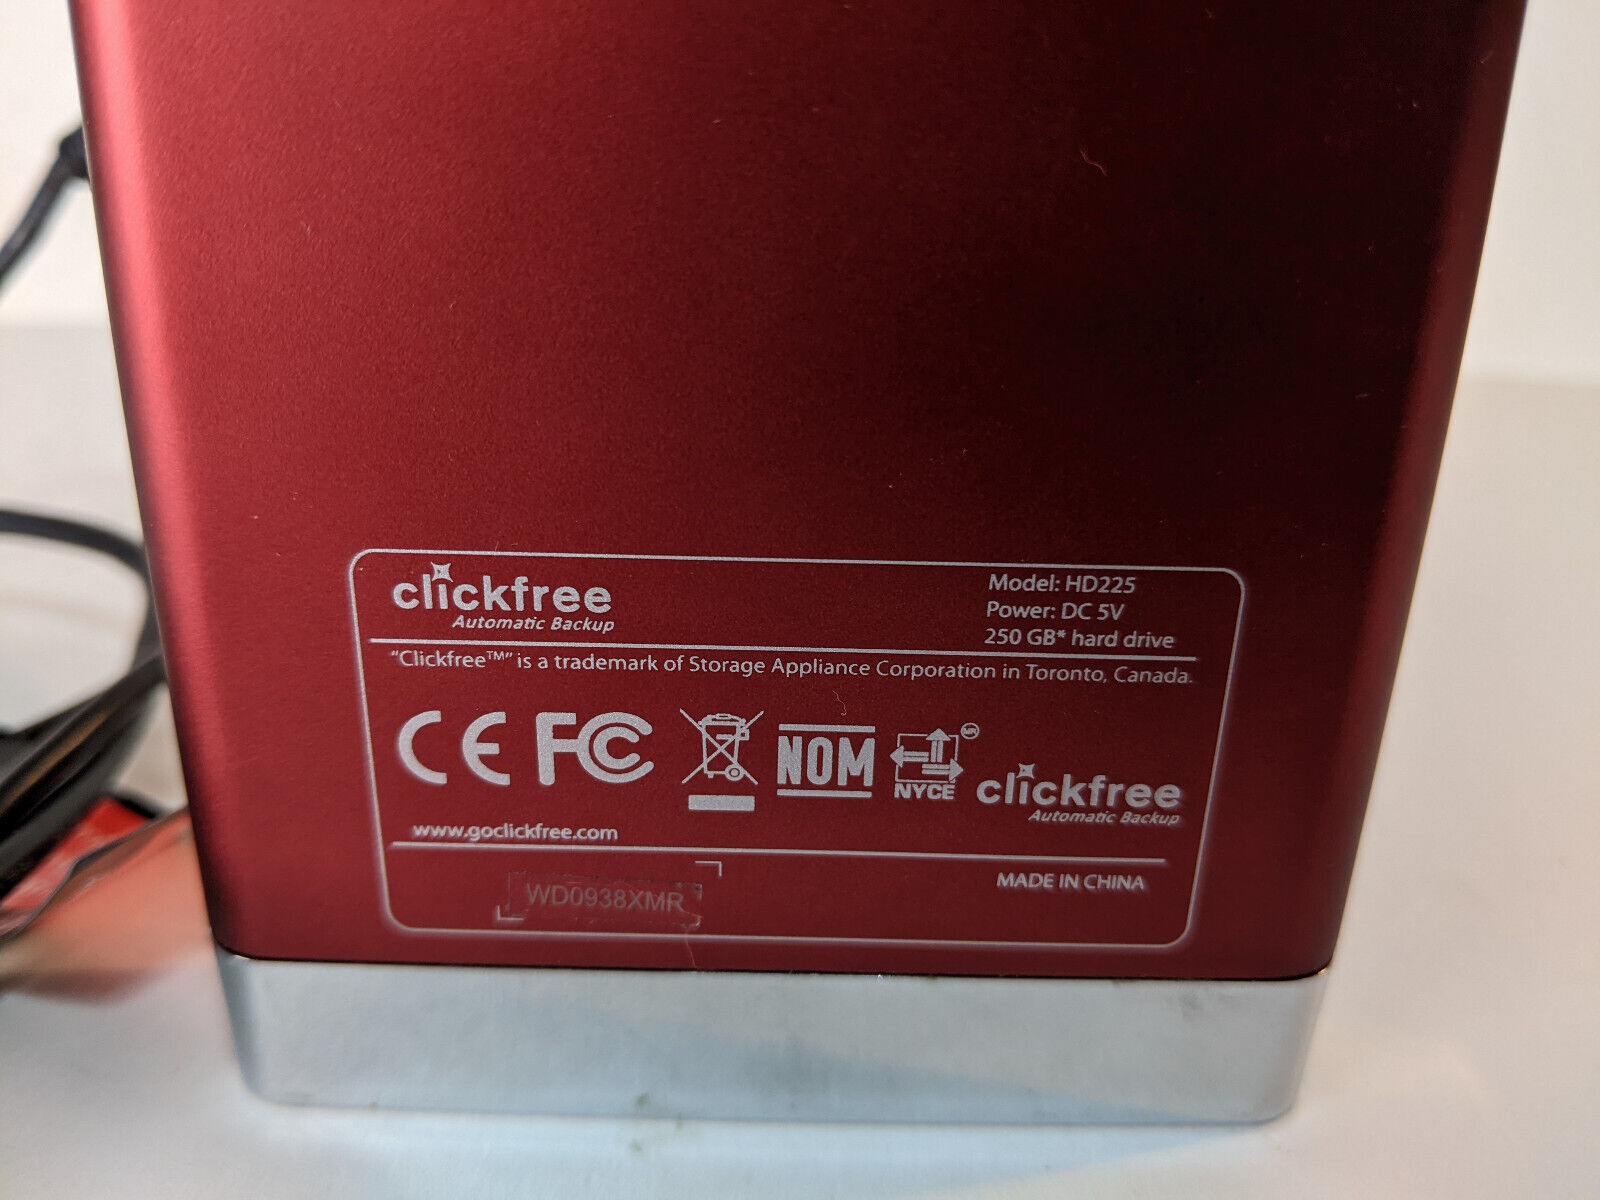 clickfree
Automatic Backup
Model: HD225
Power: DC 5V
250 GB* hard drive
"Clickfree™" is a trademark of Storage Appliance Corporation in Toronto, Canada.
CE FC NOM NYCE MR
clickfree
Automatic Backup
www.goclickfree.com
WD0938XMR
MADE IN CHINA